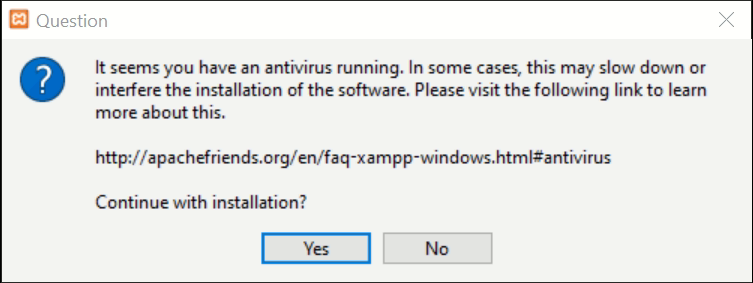 Question
It seems you have an antivirus running. In some cases, this may slow down or
interfere the installation of the software. Please visit the following link to learn
more about this.
http://apachefriends.org/en/faq-xampp-windows.html#antivirus
Continue with installation?
Yes No